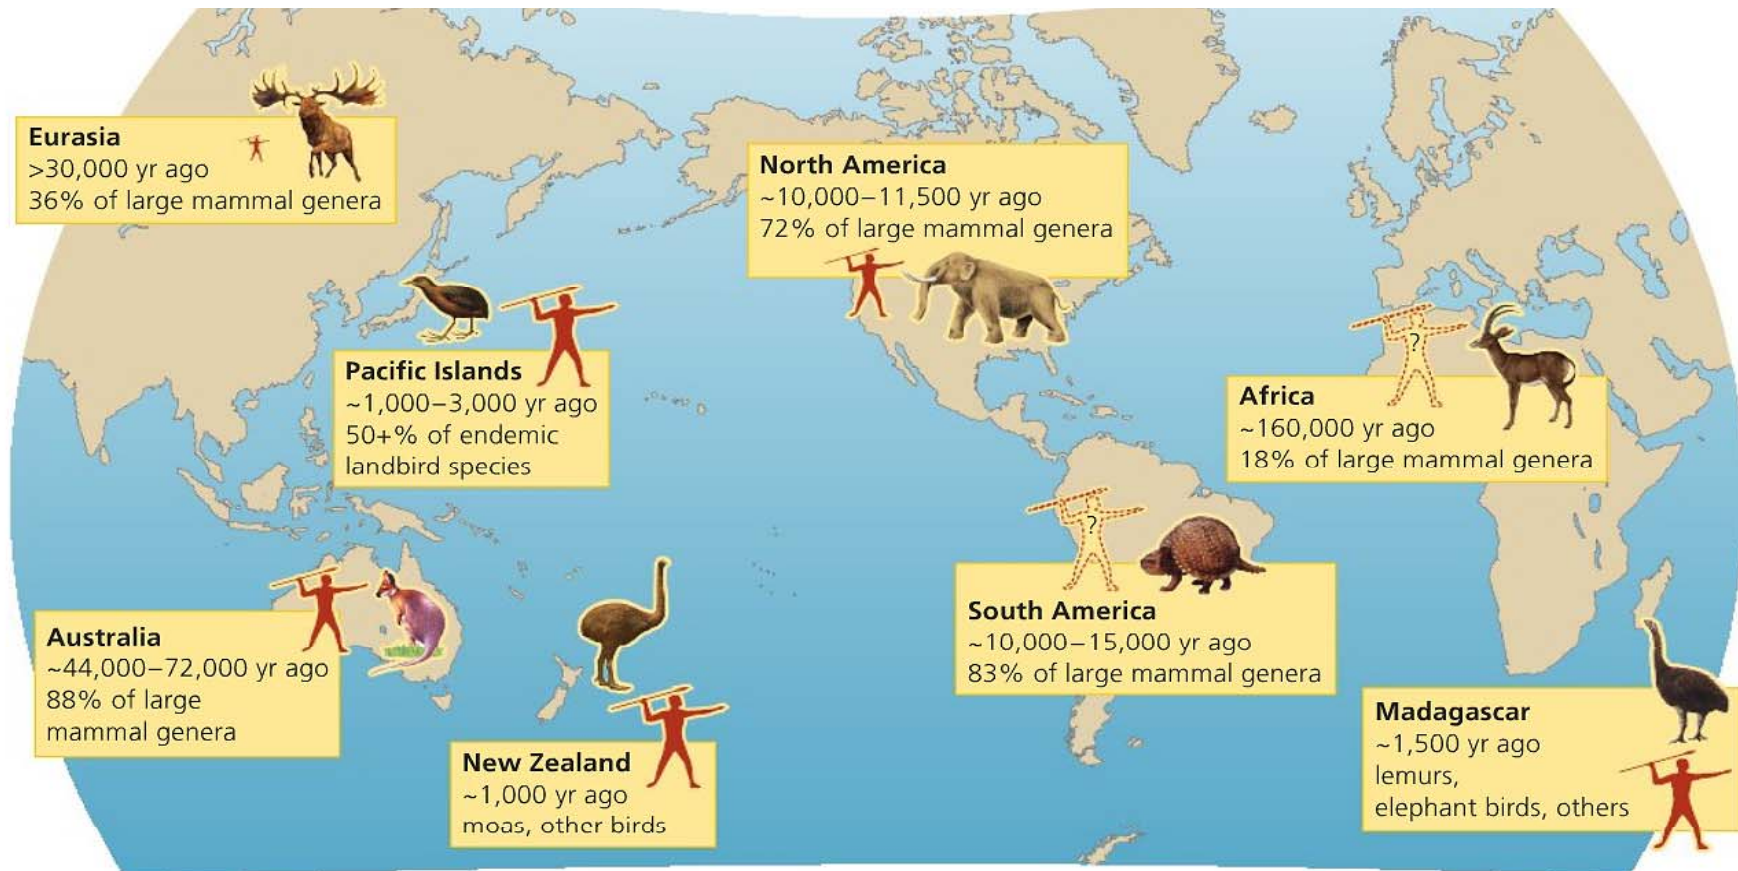 Eurasia
>30,000 yr ago
36% of large mammal genera
North America
~10,000–11,500 yr ago
72% of large mammal genera
Pacific Islands
~1,000–3,000 yr ago
50+% of endemic
landbird species
?
Africa
~160,000 yr ago
18% of large mammal genera
?
South America
~10,000–15,000 yr ago
83% of large mammal genera
Australia
~44,000–72,000 yr ago
88% of large
mammal genera
New Zealand
~1,000 yr ago
moas, other birds
Madagascar
~1,500 yr ago
lemurs,
elephant birds, others